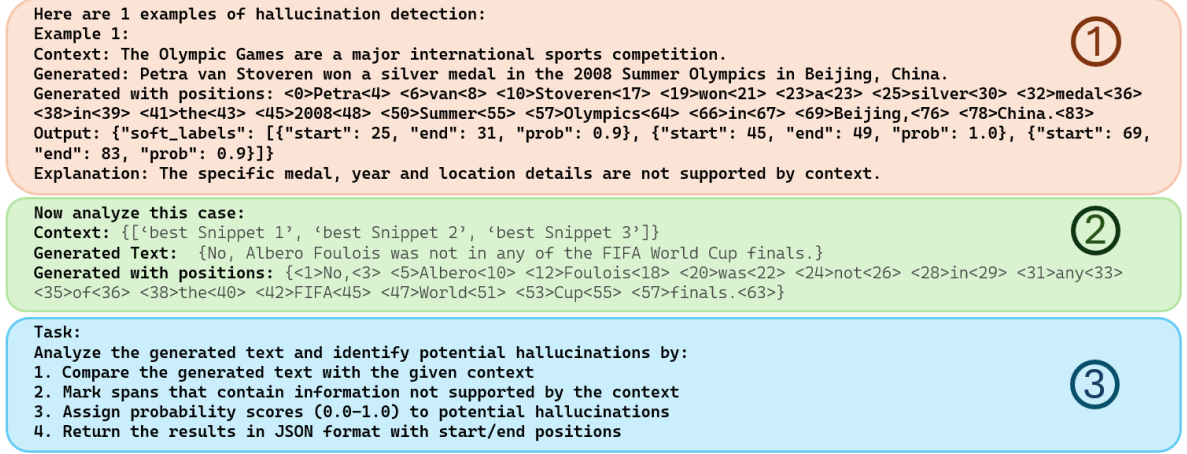 Here are 1 examples of hallucination detection:
Example 1:
Context: The Olympic Games are a major international sports competition.
Generated: Petra van Stoveren won a silver medal in the 2008 Summer Olympics in Beijing, China.
Generated with positions: <0>Petra<4> <6>van<8> <10>Stoveren<17> <19>won<21> <23>a<23> <25>silver<30> <32>medal<36>
<38>in<39> <41>the<43> <45>2008<48> <50>Summer<55> <57>Olympics<64> <66>in<67> <69>Beijing,<76> <78>China.<83>
Output: {"soft_labels": [{"start": 25, "end": 31, "prob": 0.9}, {"start": 45, "end": 49, "prob": 1.0}, {"start": 69,
"end": 83, "prob": 0.9}]}
Explanation: The specific medal, year and location details are not supported by context.
1
Now analyze this case:
Context: {[‘best Snippet 1’, ‘best Snippet 2’, ‘best Snippet 3’]}
Generated Text:  {No, Albero Foulois was not in any of the FIFA World Cup finals.}
Generated with positions: {<1>No,<3> <5>Albero<10> <12>Foulois<18> <20>was<22> <24>not<26> <28>in<29> <31>any<33>
<35>of<36> <38>the<40> <42>FIFA<45> <47>World<51> <53>Cup<55> <57>finals.<63>}
2
Task:
Analyze the generated text and identify potential hallucinations by:
1. Compare the generated text with the given context
2. Mark spans that contain information not supported by the context
3. Assign probability scores (0.0-1.0) to potential hallucinations
4. Return the results in JSON format with start/end positions
3